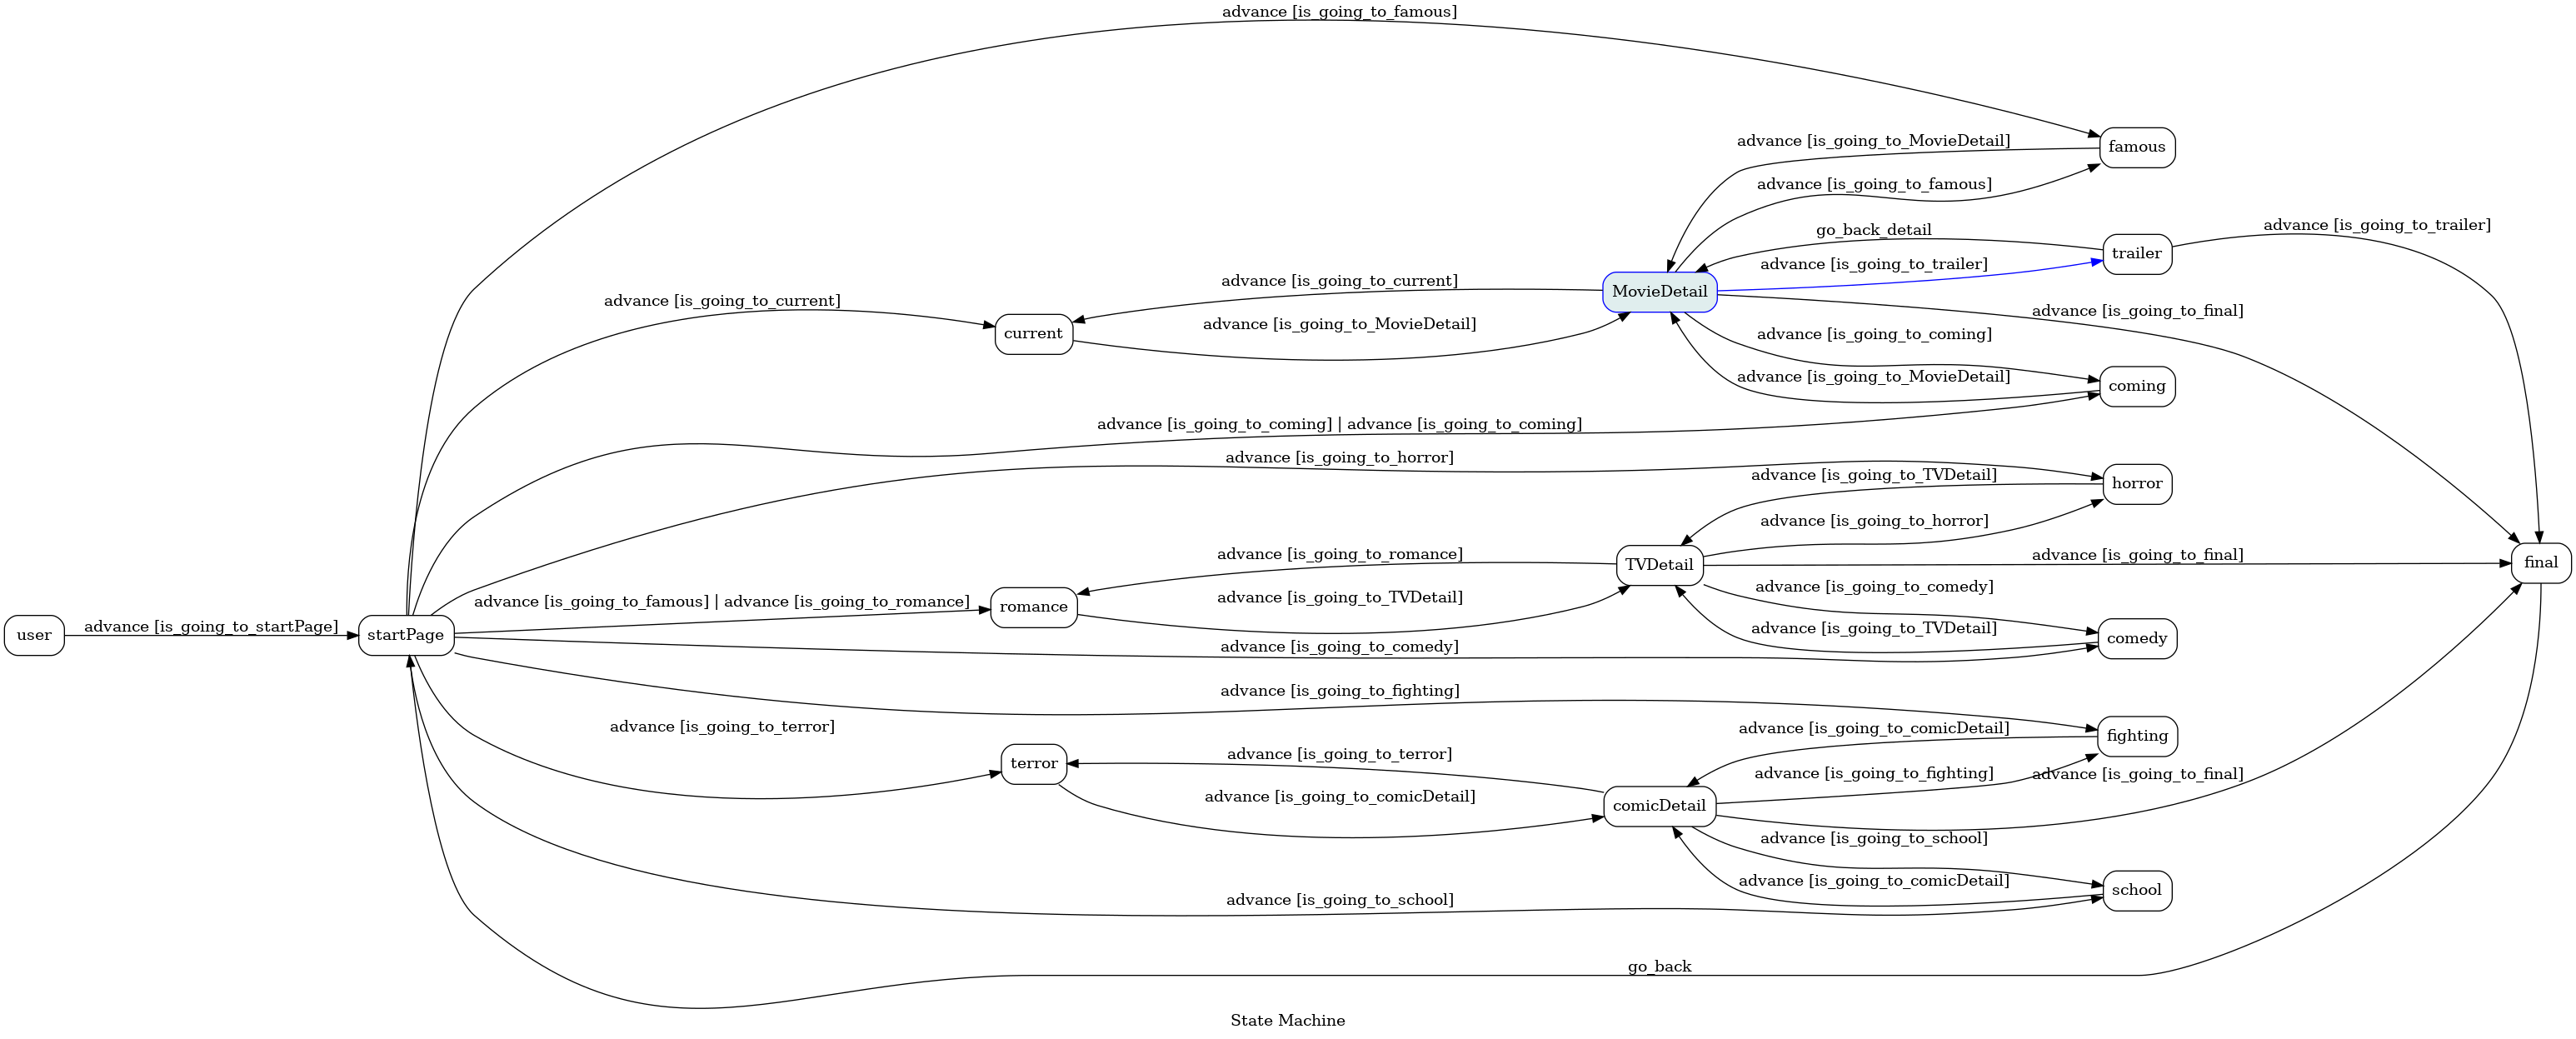 advance [is_going_to_famous]
advance [is_going_to_MovieDetail]
famous
advance [is_going_to_famous]
advance [is_going_to_trailer]
go_back_detail
trailer
advance [is_going_to_trailer]
advance [is_going_to_current]
MovieDetail
advance [is_going_to_current]
advance [is_going_to_final]
advance [is_going_to_MovieDetail]
current
advance [is_going_to_coming]
advance [is_going_to_MovieDetail]
coming
advance [is_going_to_coming] | advance [is_going_to_coming]
advance [is_going_to_horror]
advance [is_going_to_TVDetail]
horror
advance [is_going_to_horror]
advance [is_going_to_romance]
advance [is_going_to_final]
final
TVDetail
advance [is_going_to_comedy]
advance [is_going_to_famous] | advance [is_going_to_romance]
romance
advance [is_going_to_TVDetail]
user
advance [is_going_to_startPage]
startPage
advance [is_going_to_TVDetail]
comedy
advance [is_going_to_comedy]
advance [is_going_to_fighting]
advance [is_going_to_terror]
advance [is_going_to_comicDetail]
fighting
advance [is_going_to_terror]
terror
advance [is_going_to_fighting]
advance [is_going_to_final]
advance [is_going_to_comicDetail]
comicDetail
advance [is_going_to_school]
advance [is_going_to_comicDetail]
school
advance [is_going_to_school]
go_back
State Machine